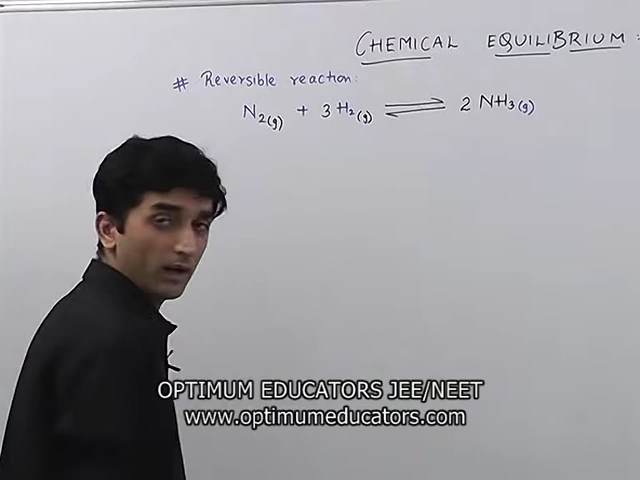 CHEMICAL EQUILIBRIUM :
# Reversible reaction:
N2(g) + 3 H2(g) ⇌ 2 NH3(g)
OPTIMUM EDUCATORS JEE/NEET
www.optimumeducators.com